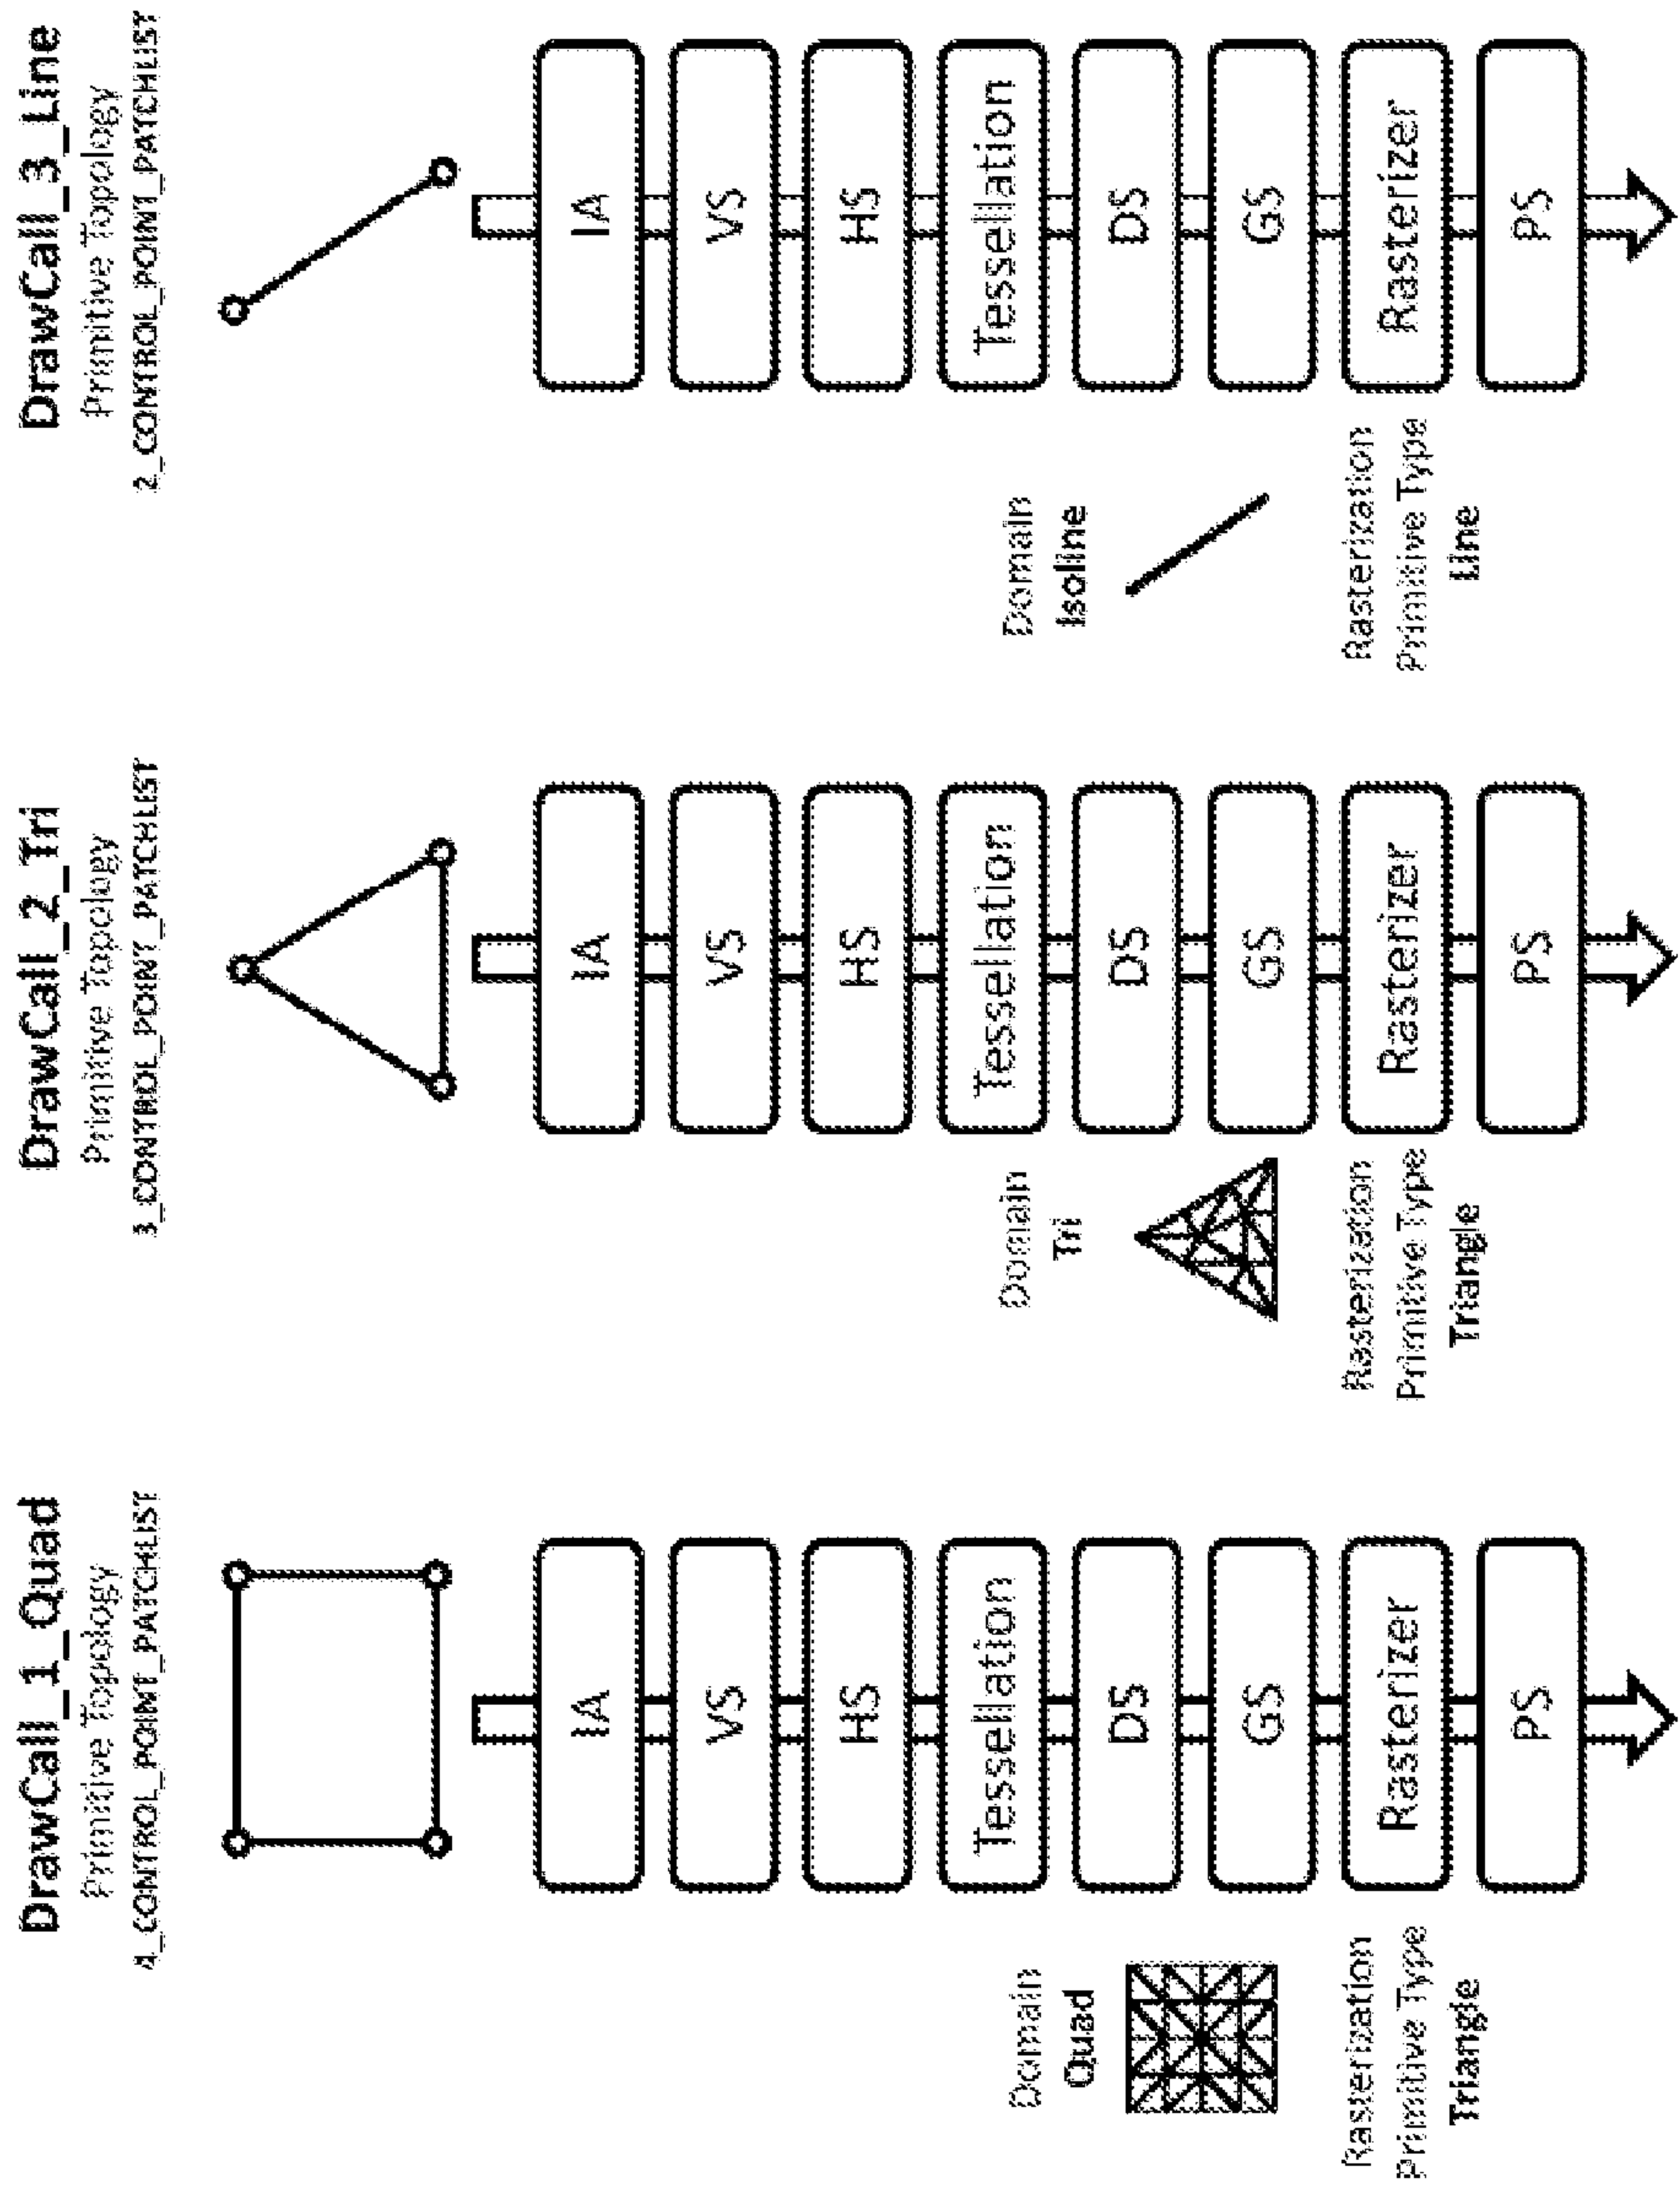 DrawCall_1_Quad
Primitive Topology
4_CONTROL_POINT_PATCHLIST
IA
VS
HS
Tessellation
DS
GS
Rasterizer
PS
Domain
Quad
Rasterization
Primitive Type
Triangle
DrawCall_2_Tri
Primitive Topology
3_CONTROL_POINT_PATCHLIST
IA
VS
HS
Tessellation
DS
GS
Rasterizer
PS
Domain
Tri
Rasterization
Primitive Type
Triangle
DrawCall_3_Line
Primitive Topology
2_CONTROL_POINT_PATCHLIST
IA
VS
HS
Tessellation
DS
GS
Rasterizer
PS
Domain
Isoline
Rasterization
Primitive Type
Line